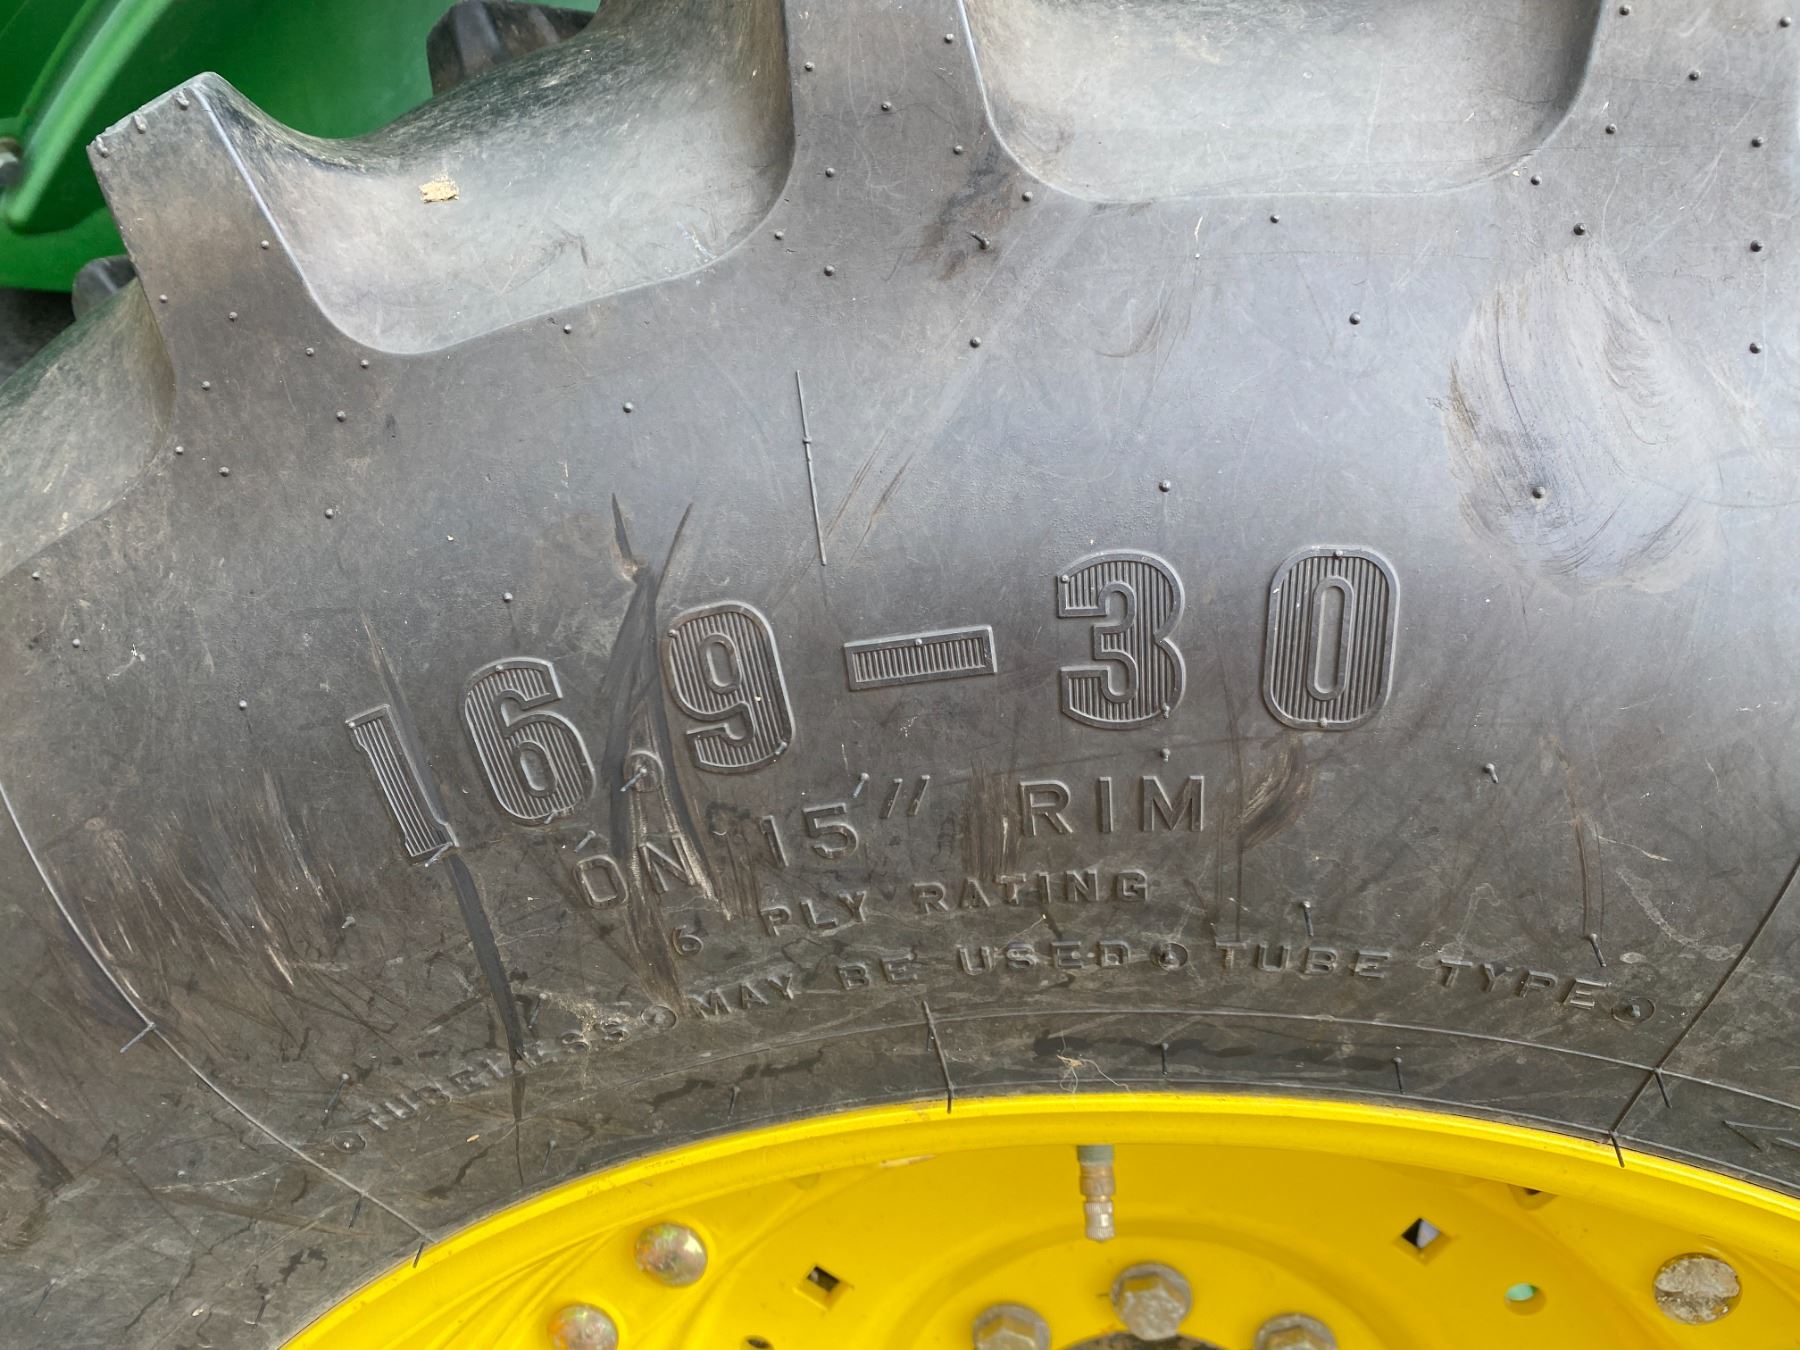 16.9-30
ON 15" RIM
6 PLY RATING
TUBELESS • MAY BE USED • TUBE TYPE